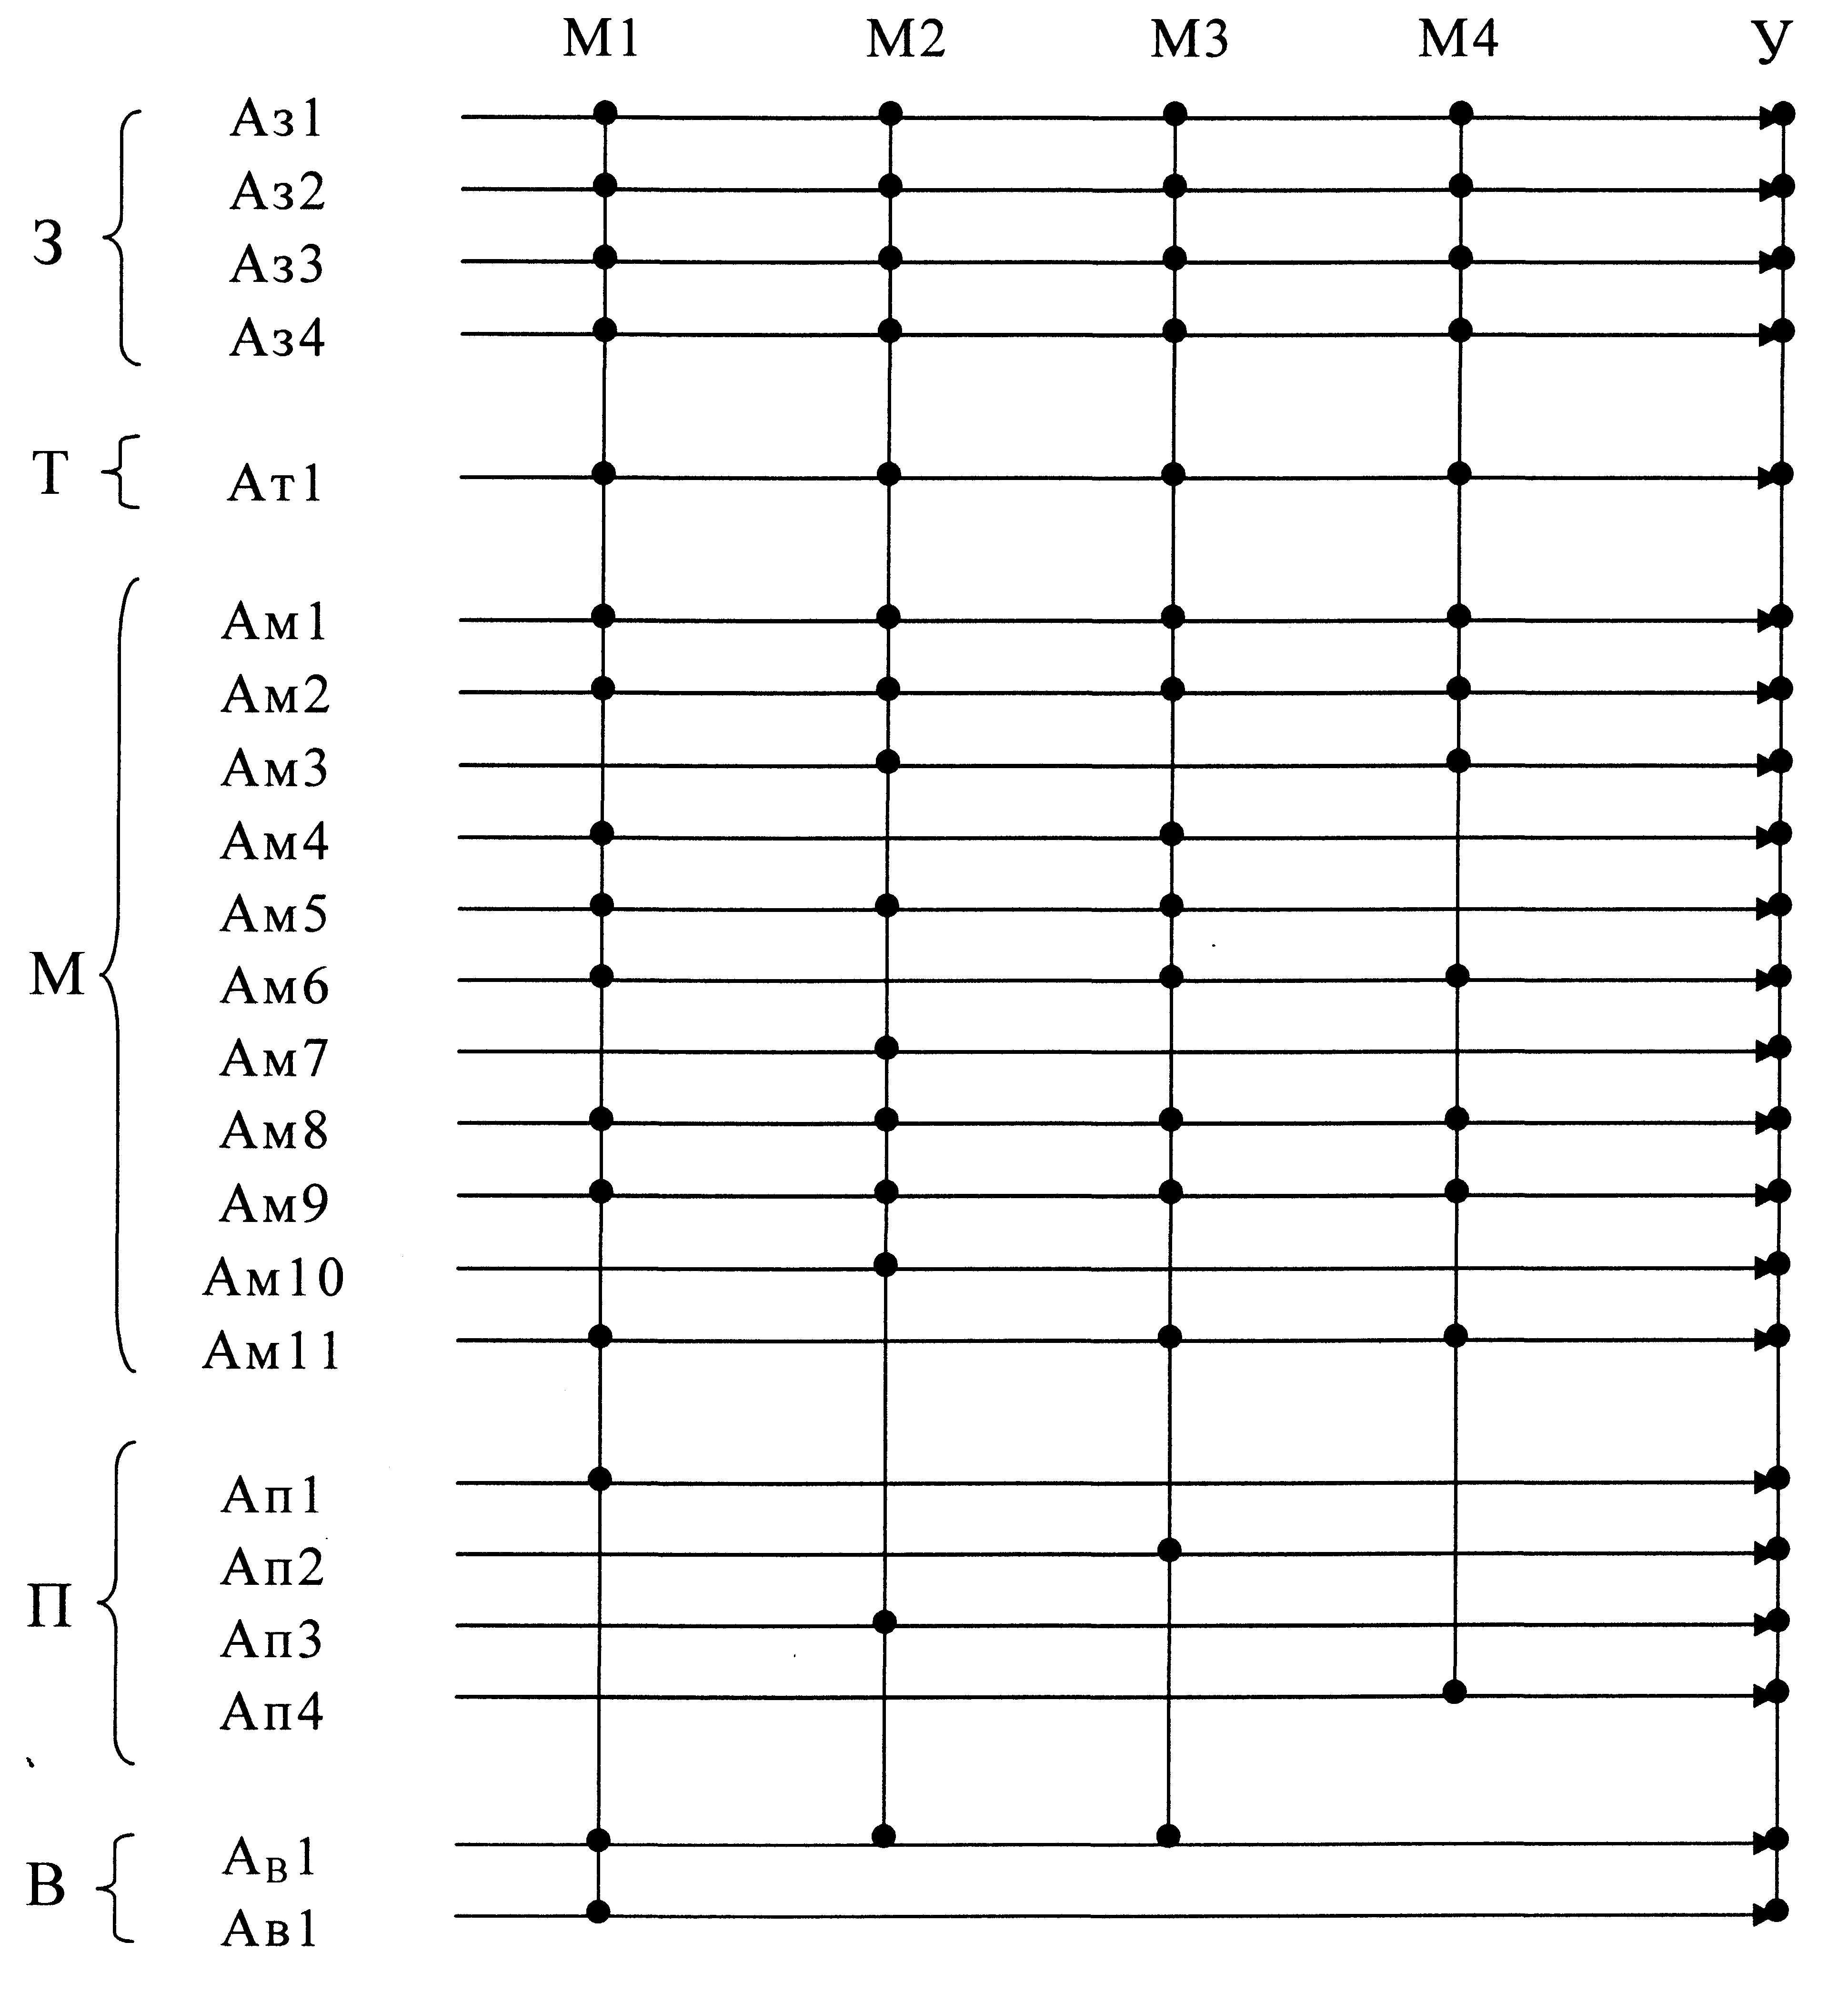 М1 М2 М3 М4 У
Аз1
Аз2
З
Аз3
Аз4
Т
Ат1
Ам1
Ам2
Ам3
Ам4
Ам5
М
Ам6
Ам7
Ам8
Ам9
Ам10
Ам11
Ап1
Ап2
П
Ап3
Ап4
Ав1
В
Ав1